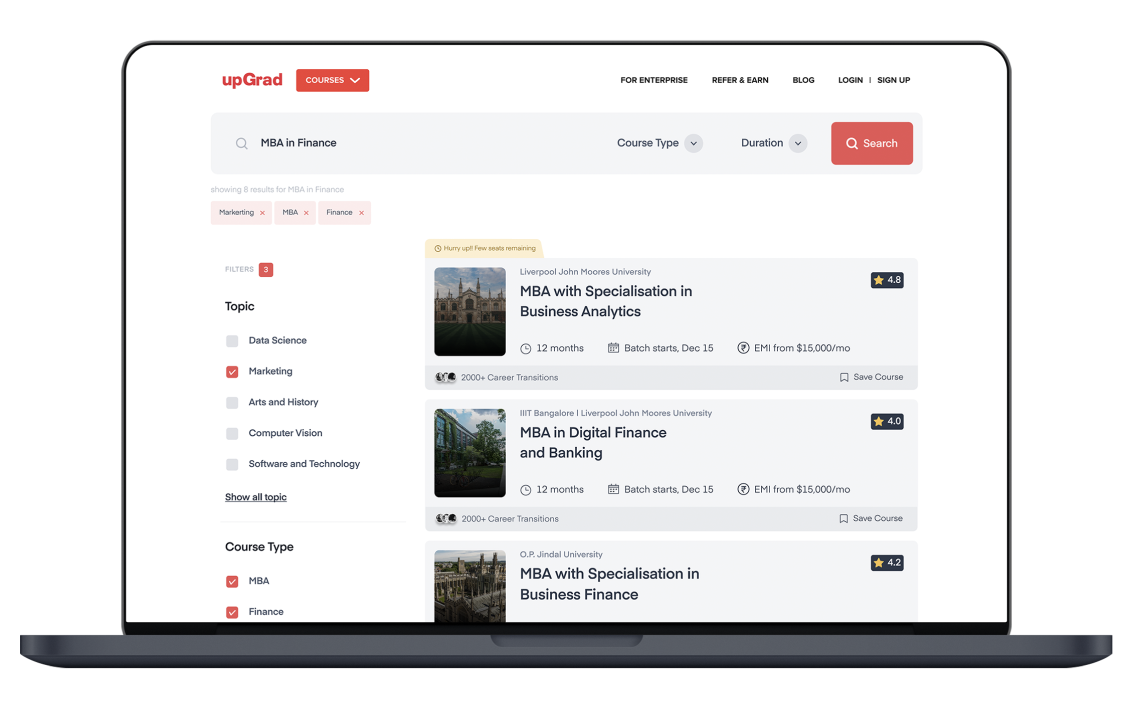 upGrad COURSES FOR ENTERPRISE REFER & EARN BLOG LOGIN | SIGN UP
MBA in Finance Course Type Duration Search
showing 8 results for MBA in Finance
Markerting × MBA × Finance ×
FILTERS 3
Topic
Data Science
Marketing
Arts and History
Computer Vision
Software and Technology
Show all topic
Course Type
MBA
Finance
Hurry up!! Few seats remaining
Liverpool John Moores University
4.8
MBA with Specialisation in
Business Analytics
12 months Batch starts, Dec 15 EMI from $15,000/mo
2000+ Career Transitions Save Course
IIIT Bangalore I Liverpool John Moores University
4.0
MBA in Digital Finance
and Banking
12 months Batch starts, Dec 15 EMI from $15,000/mo
2000+ Career Transitions Save Course
O.P. Jindal University
4.2
MBA with Specialisation in
Business Finance